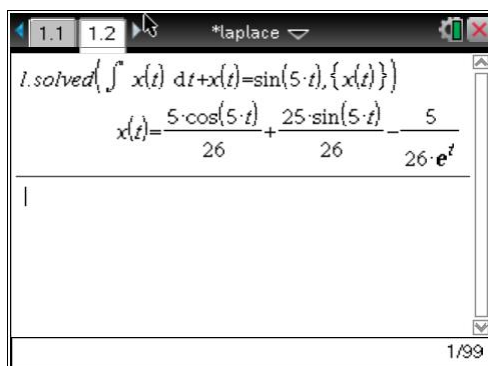 1.1 1.2 *laplace
l.solved(∫ x(t) dt+x(t)=sin(5·t),{x(t)})
x(t)=5·cos(5·t)/26+25·sin(5·t)/26-5/26·e^t
1/99